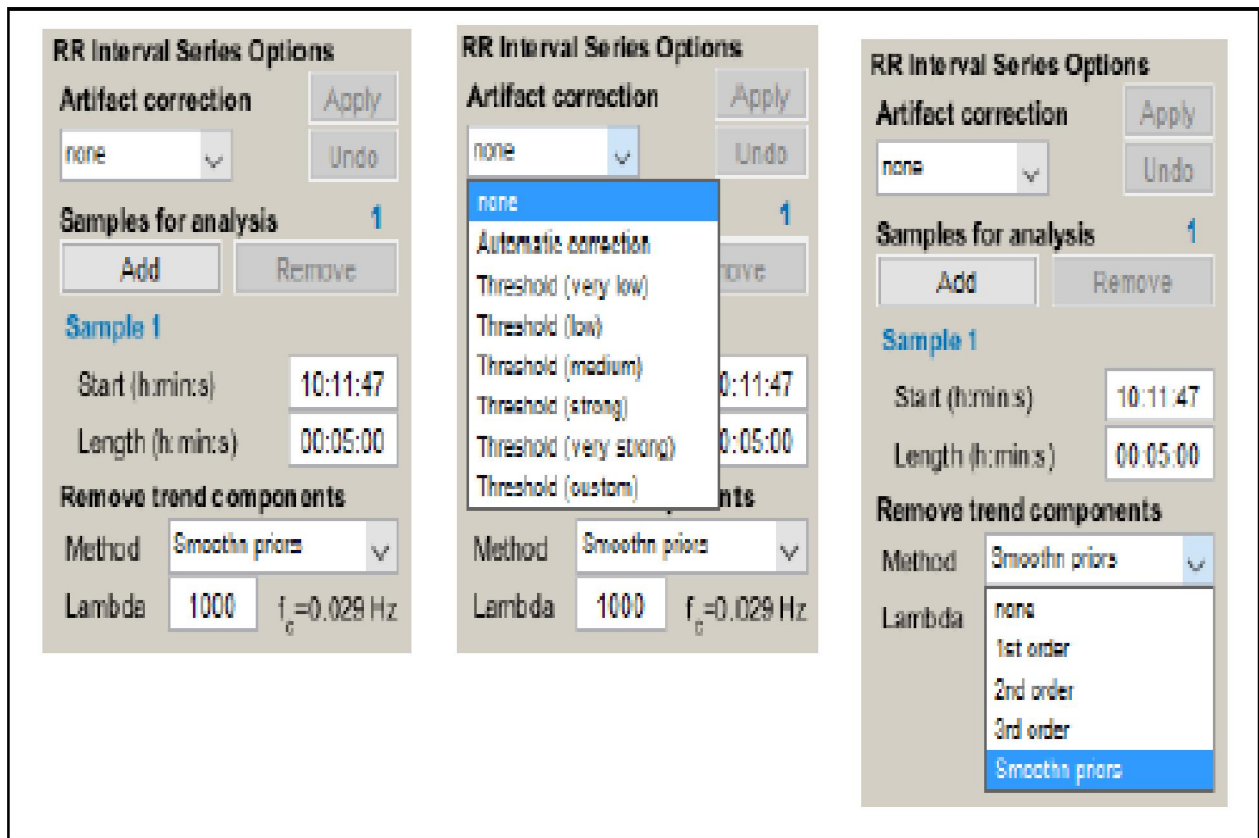 RR Interval Series Options
Artifact correction Apply
none Undo
Samples for analysis 1
Add Remove
Sample 1
Start (h:min:s) 10:11:47
Length (h:min:s) 00:05:00
Remove trend components
Method Smoothn priors
Lambda 1000 fc=0.029 Hz
RR Interval Series Options
Artifact correction Apply
none Undo
none
1
Automatic correction
Threshold (very low) move
Threshold (low)
Threshold (medium) 0:11:47
Threshold (strong)
Threshold (very strong) 0:05:00
Threshold (custom) nts
Method Smoothn priors
Lambda 1000 fc=0.029 Hz
RR Interval Series Options
Artifact correction Apply
none Undo
Samples for analysis 1
Add Remove
Sample 1
Start (h:min:s) 10:11:47
Length (h:min:s) 00:05:00
Remove trend components
Method Smoothn priors
Lambda none
1st order
2nd order
3rd order
Smoothn priors